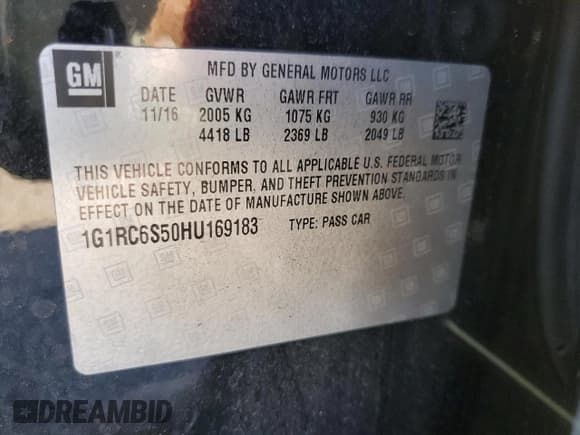 GM
MFD BY GENERAL MOTORS LLC
DATE GVWR GAWR FRT GAWR RR
11/16 2005 KG 1075 KG 930 KG
4418 LB 2369 LB 2049 LB
THIS VEHICLE CONFORMS TO ALL APPLICABLE U.S. FEDERAL MOTOR
VEHICLE SAFETY, BUMPER, AND THEFT PREVENTION STANDARDS IN
EFFECT ON THE DATE OF MANUFACTURE SHOWN ABOVE.
1G1RC6S50HU169183 TYPE: PASS CAR
DREAMBID